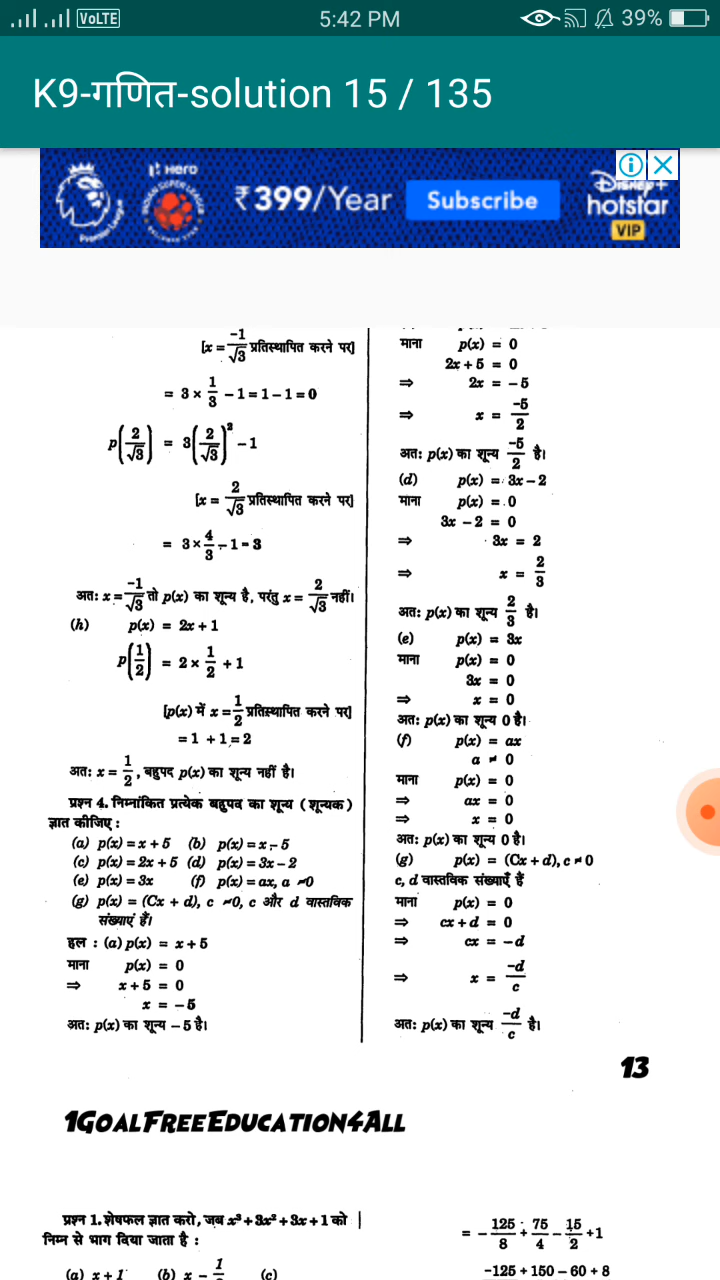 VoLTE 5:42 PM 39%
K9-गणित-solution 15 / 135
Hero
INDIAN SUPER LEAGUE
Premier League
₹399/Year Subscribe
Disney+
hotstar
VIP
[x = -1/√3 प्रतिस्थापित करने पर]
= 3 × 1/3 - 1 = 1 - 1 = 0
p(2/√3) = 3(2/√3)² - 1
[x = 2/√3 प्रतिस्थापित करने पर]
= 3 × 4/3 - 1 = 3
अतः x = -1/√3 तो p(x) का शून्य है, परंतु x = 2/√3 नहीं।
(h) p(x) = 2x + 1
p(1/2) = 2 × 1/2 + 1
[p(x) में x = 1/2 प्रतिस्थापित करने पर]
= 1 + 1 = 2
अतः x = 1/2, बहुपद p(x) का शून्य नहीं है।
प्रश्न 4. निम्नांकित प्रत्येक बहुपद का शून्य (शून्यक)
ज्ञात कीजिए :
(a) p(x) = x + 5 (b) p(x) = x - 5
(c) p(x) = 2x + 5 (d) p(x) = 3x - 2
(e) p(x) = 3x (f) p(x) = ax, a ≠ 0
(g) p(x) = (Cx + d), c ≠ 0, c और d वास्तविक
संख्याएं हैं।
हल : (a) p(x) = x + 5
माना p(x) = 0
⇒ x + 5 = 0
x = - 5
अतः p(x) का शून्य - 5 है।
माना p(x) = 0
2x + 5 = 0
⇒ 2x = - 5
⇒ x = -5/2
अतः p(x) का शून्य -5/2 है।
(d) p(x) = 3x - 2
माना p(x) = 0
3x - 2 = 0
⇒ 3x = 2
⇒ x = 2/3
अतः p(x) का शून्य 2/3 है।
(e) p(x) = 3x
माना p(x) = 0
3x = 0
⇒ x = 0
अतः p(x) का शून्य 0 है।
(f) p(x) = ax
a ≠ 0
माना p(x) = 0
⇒ ax = 0
⇒ x = 0
अतः p(x) का शून्य 0 है।
(g) p(x) = (Cx + d), c ≠ 0
c, d वास्तविक संख्याएँ हैं
माना p(x) = 0
⇒ cx + d = 0
⇒ cx = - d
⇒ x = -d/c
अतः p(x) का शून्य -d/c है।
13
1GOALFREEEDUCATION4ALL
प्रश्न 1. शेषफल ज्ञात करो, जब x³ + 3x² + 3x + 1 को
निम्न से भाग दिया जाता है :
(a) x + 1 (b) x - 1 (c)
= - 125/8 + 75/4 - 15/2 + 1
-125 + 150 - 60 + 8